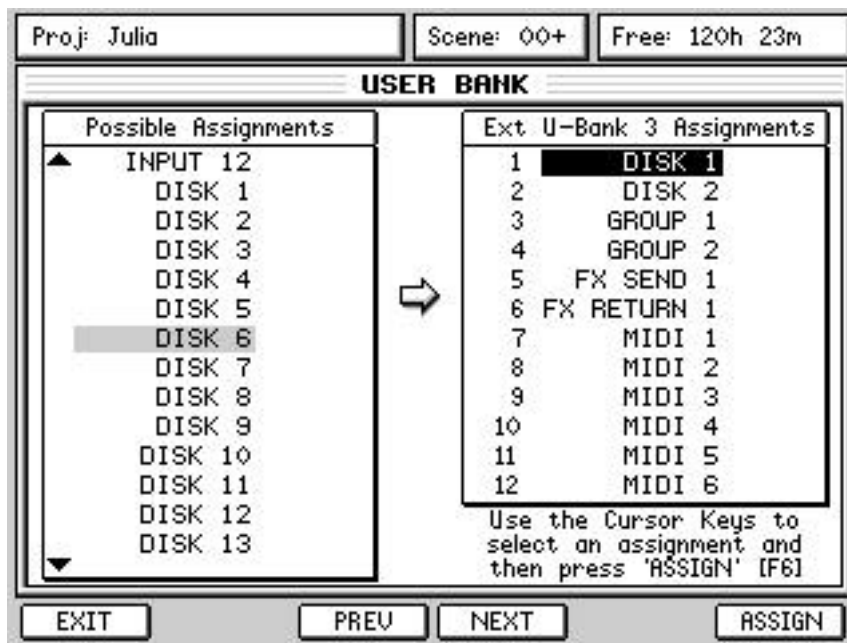 Proj: Julia
Scene: 00+
Free: 120h 23m
USER BANK
Possible Assignments
INPUT 12
DISK 1
DISK 2
DISK 3
DISK 4
DISK 5
DISK 6
DISK 7
DISK 8
DISK 9
DISK 10
DISK 11
DISK 12
DISK 13
Ext U-Bank 3 Assignments
1 DISK 1
2 DISK 2
3 GROUP 1
4 GROUP 2
5 FX SEND 1
6 FX RETURN 1
7 MIDI 1
8 MIDI 2
9 MIDI 3
10 MIDI 4
11 MIDI 5
12 MIDI 6
Use the Cursor Keys to
select an assignment and
then press 'ASSIGN' [F6]
EXIT
PREV
NEXT
ASSIGN